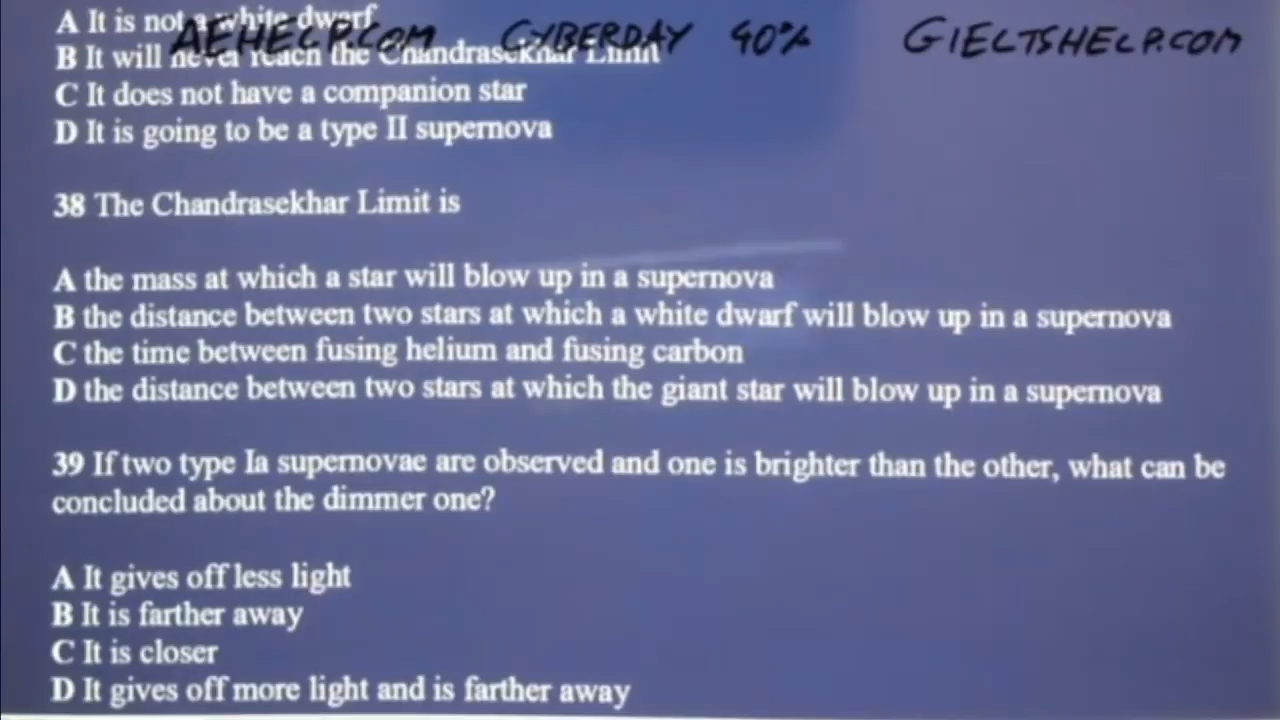 A It is not a white dwarf
AEHELP.COM CYBERDAY 40% GIELTSHELP.COM
B It will never reach the Chandrasekhar Limit
C It does not have a companion star
D It is going to be a type II supernova
38 The Chandrasekhar Limit is
A the mass at which a star will blow up in a supernova
B the distance between two stars at which a white dwarf will blow up in a supernova
C the time between fusing helium and fusing carbon
D the distance between two stars at which the giant star will blow up in a supernova
39 If two type Ia supernovae are observed and one is brighter than the other, what can be
concluded about the dimmer one?
A It gives off less light
B It is farther away
C It is closer
D It gives off more light and is farther away